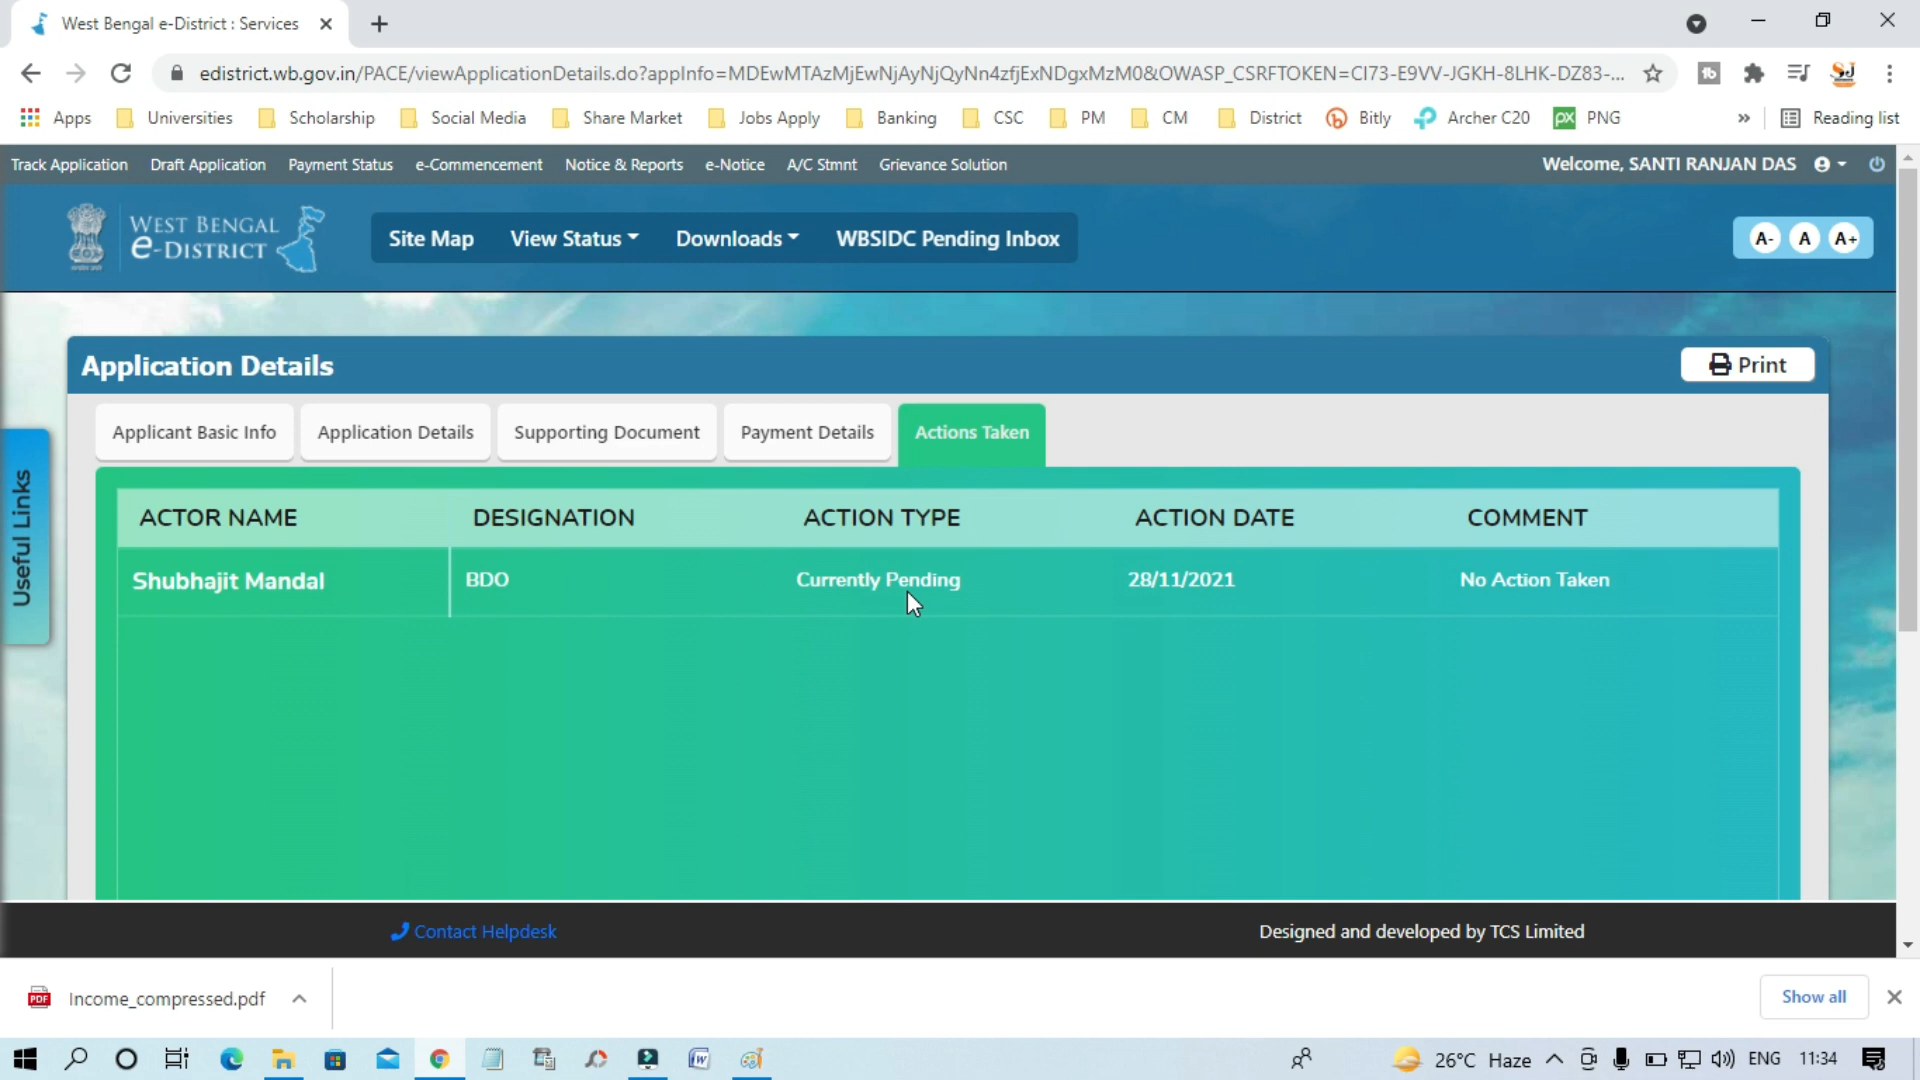 West Bengal e-District : Services
edistrict.wb.gov.in/PACE/viewApplicationDetails.do?appInfo=MDEwMTAzMjEwNjAyNjQyNn4zfjExNDgxMzM0&OWASP_CSRFTOKEN=CI73-E9VV-JGKH-8LHK-DZ83-...
Apps Universities Scholarship Social Media Share Market Jobs Apply Banking CSC PM CM District Bitly Archer C20 PNG » Reading list
Track Application Draft Application Payment Status e-Commencement Notice & Reports e-Notice A/C Stmnt Grievance Solution Welcome, SANTI RANJAN DAS
WEST BENGAL
e-DISTRICT
Site Map View Status Downloads WBSIDC Pending Inbox
A- A A+
Application Details
Print
Applicant Basic Info Application Details Supporting Document Payment Details Actions Taken
Useful Links
ACTOR NAME DESIGNATION ACTION TYPE ACTION DATE COMMENT
Shubhajit Mandal BDO Currently Pending 28/11/2021 No Action Taken
Contact Helpdesk Designed and developed by TCS Limited
PDF Income_compressed.pdf Show all
26°C Haze ENG 11:34